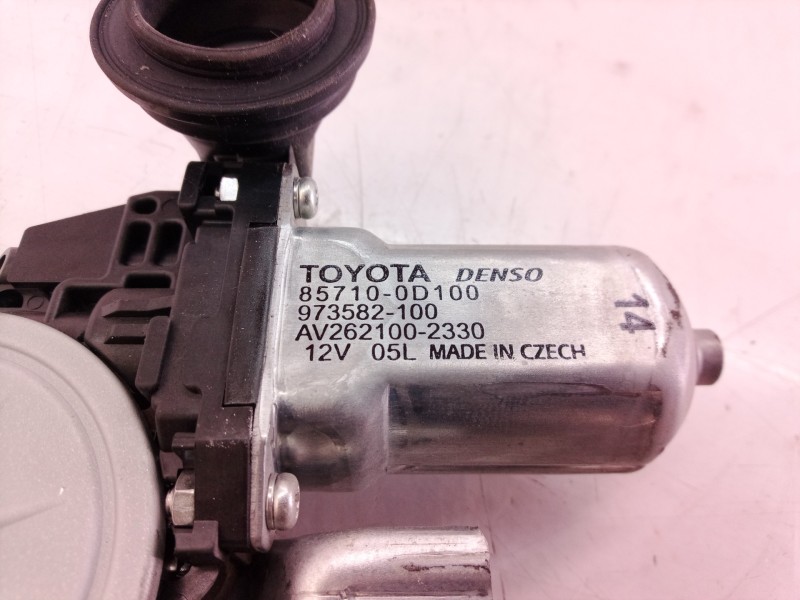 TOYOTA DENSO
85710-0D100
973582-100
AV262100-2330
12V 05L MADE IN CZECH
14